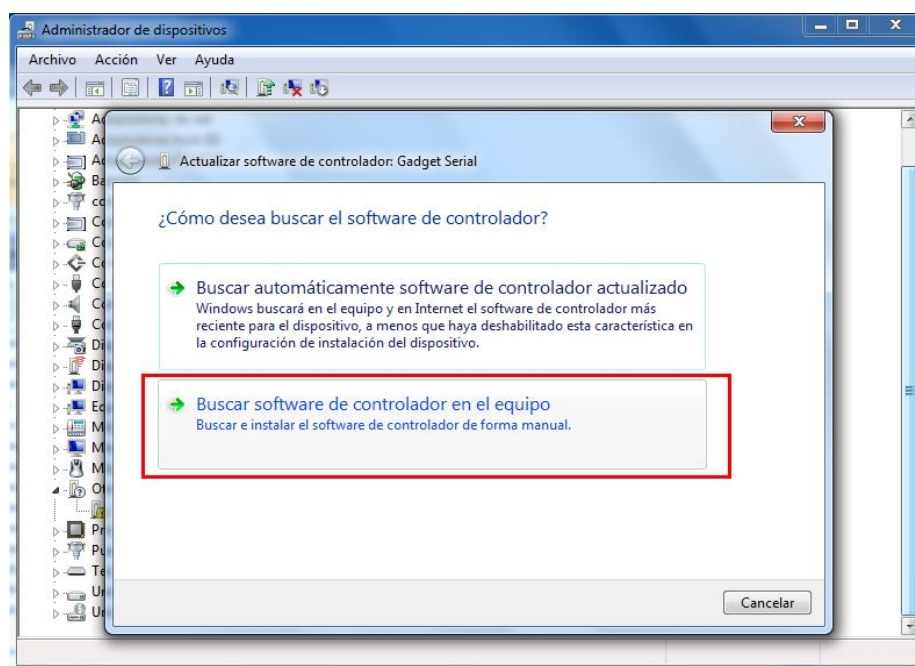 Administrador de dispositivos
Archivo Acción Ver Ayuda
Actualizar software de controlador: Gadget Serial
¿Cómo desea buscar el software de controlador?
Buscar automáticamente software de controlador actualizado
Windows buscará en el equipo y en Internet el software de controlador más
reciente para el dispositivo, a menos que haya deshabilitado esta característica en
la configuración de instalación del dispositivo.
Buscar software de controlador en el equipo
Buscar e instalar el software de controlador de forma manual.
Cancelar